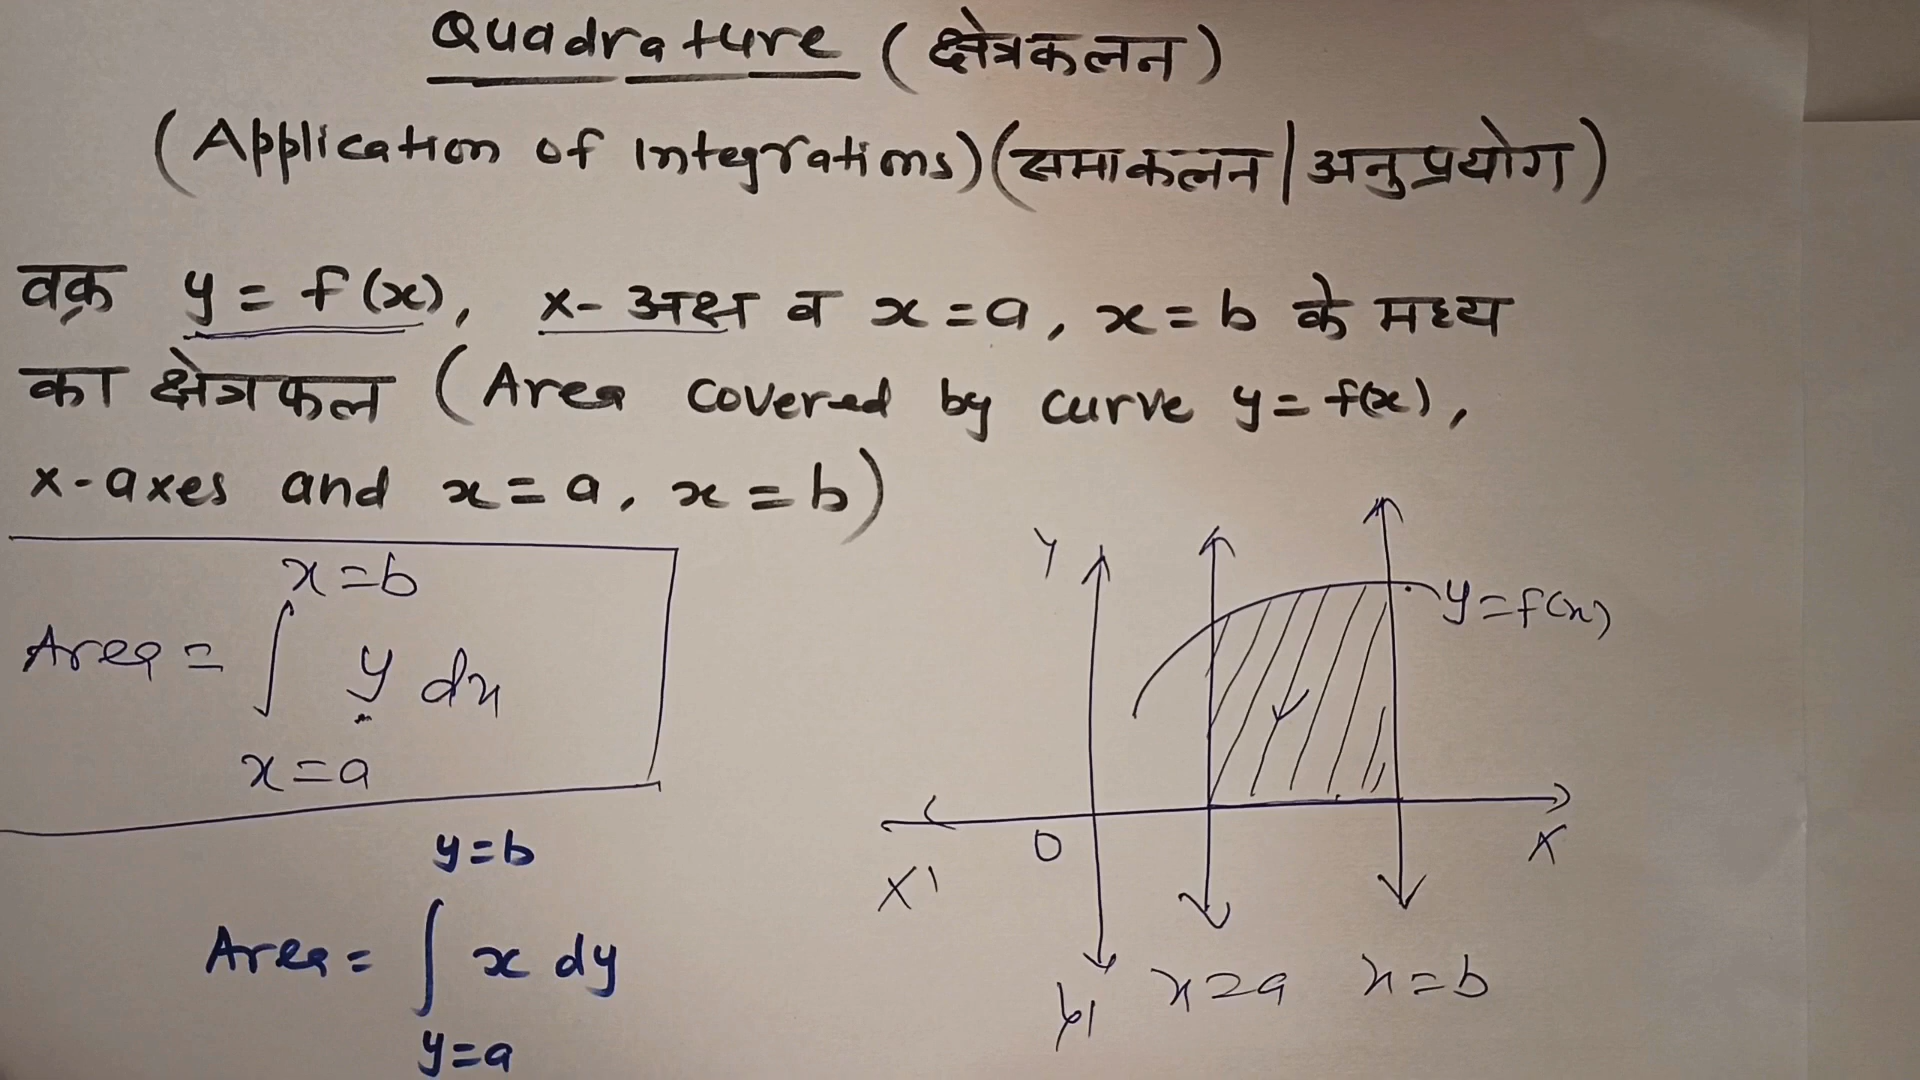 Quadrature (क्षेत्रकलन)
(Application of Integrations) (समाकलन | अनुप्रयोग)
वक्र y = f(x), x-अक्ष व x = a, x = b के मध्य
का क्षेत्रफल (Area covered by curve y = f(x),
x-axes and x = a, x = b)
x = b
Area = ∫ y dx
x = a
y = b
Area = ∫ x dy
y = a
Y
y = f(x)
O
X
X'
Y'
x = a
x = b